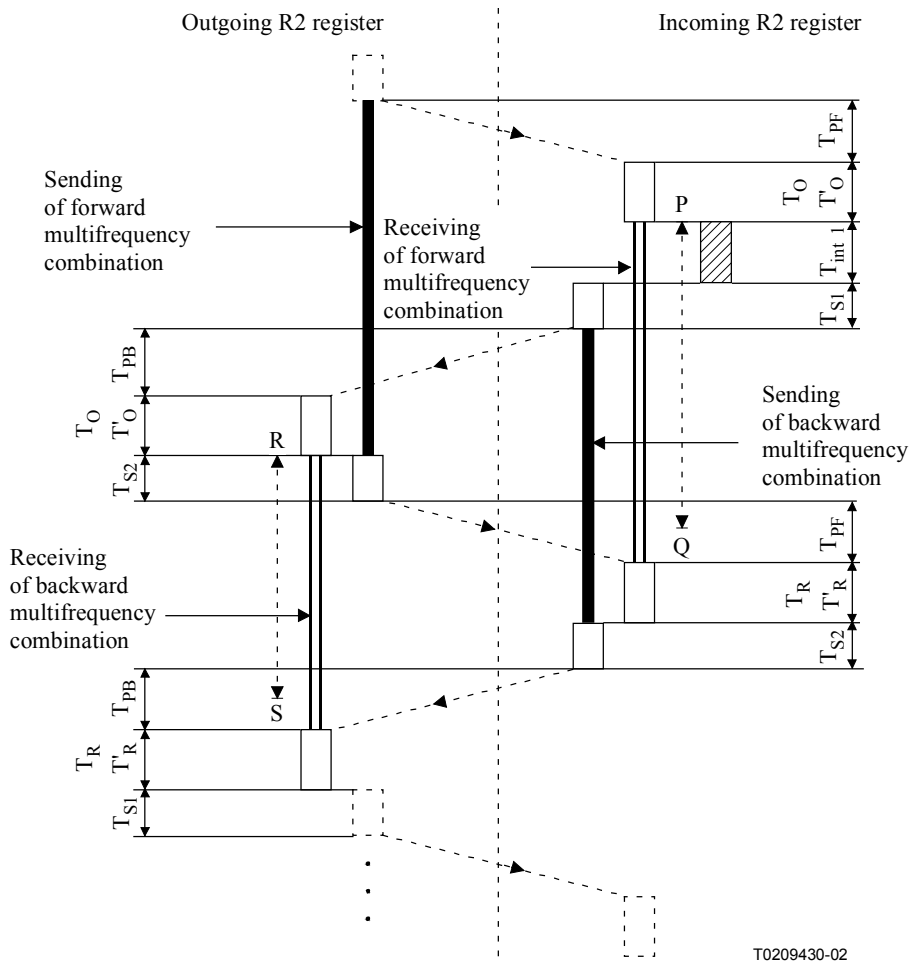 Outgoing R2 register
Incoming R2 register
T_PF
T_O T'_O
T_int 1
T_S1
Sending
of forward
multifrequency
combination
P
Receiving
of forward
multifrequency
combination
T_PB
T_O T'_O
T_S2
R
Sending
of backward
multifrequency
combination
Q
T_PF
T_R T'_R
T_S2
Receiving
of backward
multifrequency
combination
T_PB
S
T_R T'_R
T_S1
T0209430-02